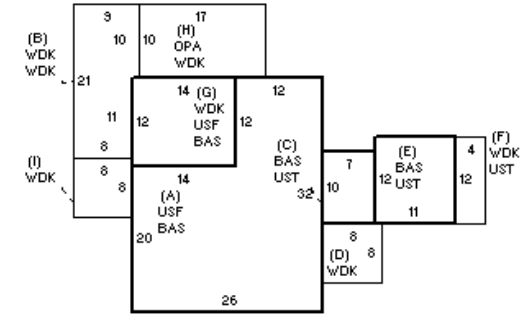 9
17
(B)
WDK
WDK
10
10
(H)
OPA
WDK
21
14
(G)
WDK
USF
BAS
12
11
12
12
(C)
BAS
UST
8
(F)
WDK
UST
4
7
(E)
BAS
UST
(I)
WDK
8
8
14
(A)
USF
BAS
32
10
12
12
11
20
8
8
(D)
WDK
26